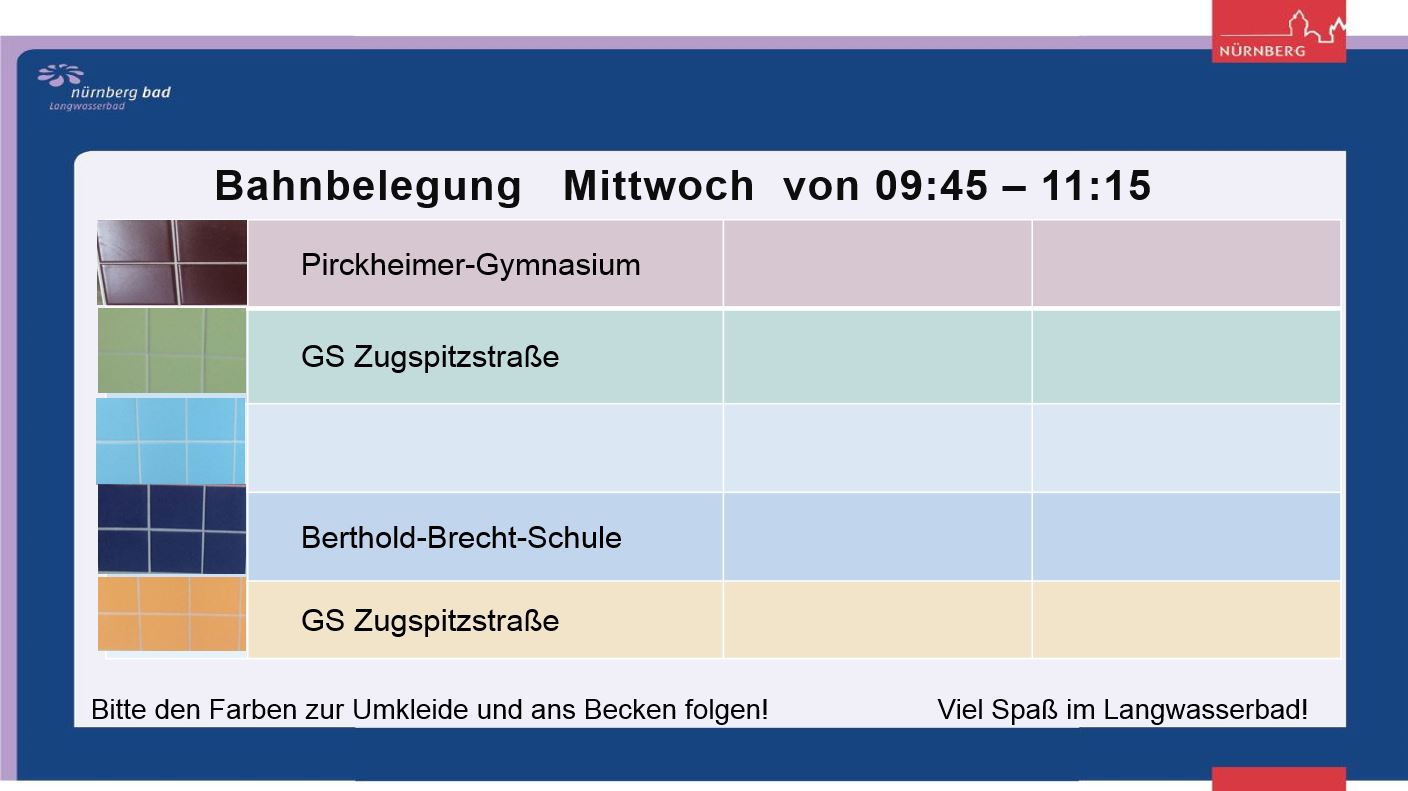 NÜRNBERG
nürnberg bad
Langwasserbad
Bahnbelegung Mittwoch von 09:45 – 11:15
Pirckheimer-Gymnasium
GS Zugspitzstraße
Berthold-Brecht-Schule
GS Zugspitzstraße
Bitte den Farben zur Umkleide und ans Becken folgen! Viel Spaß im Langwasserbad!